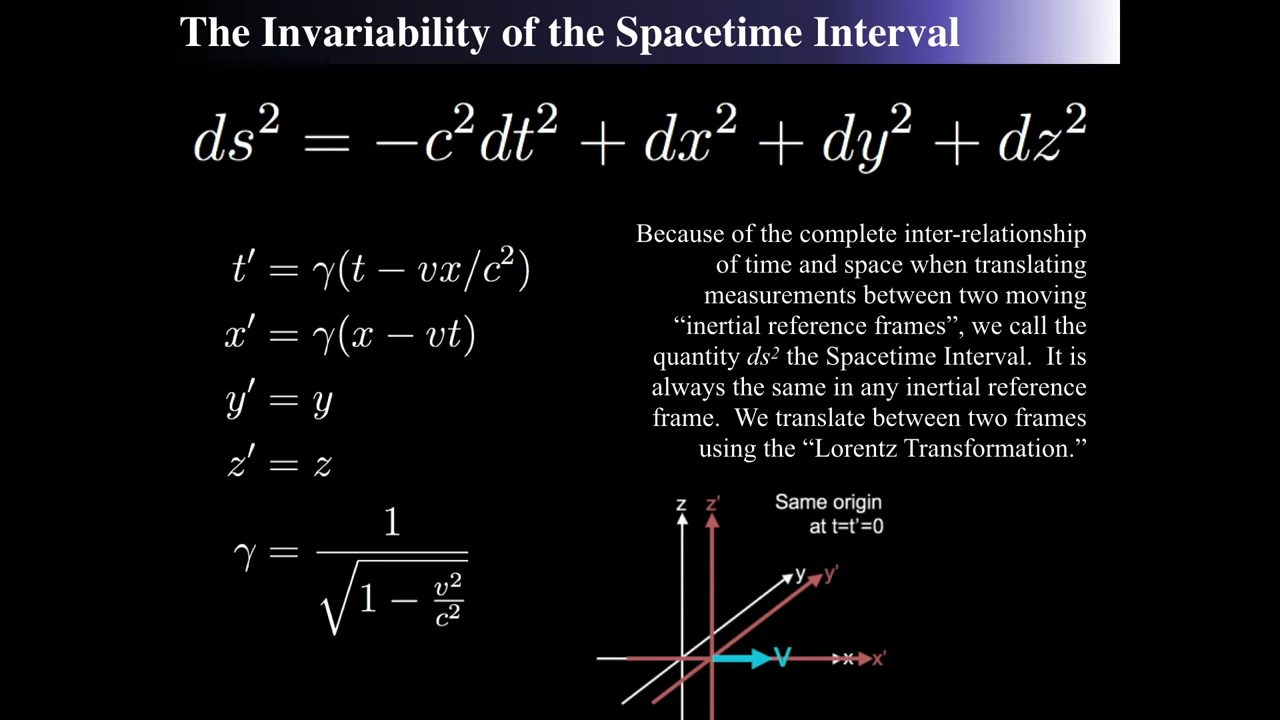 The Invariability of the Spacetime Interval
ds² = −c²dt² + dx² + dy² + dz²
t′ = γ(t − vx/c²)
x′ = γ(x − vt)
y′ = y
z′ = z
γ = 1 / √(1 − v²/c²)
Because of the complete inter-relationship
of time and space when translating
measurements between two moving
“inertial reference frames”, we call the
quantity ds² the Spacetime Interval.  It is
always the same in any inertial reference
frame.  We translate between two frames
using the “Lorentz Transformation.”
z z'
Same origin
at t=t'=0
y y'
V x x'